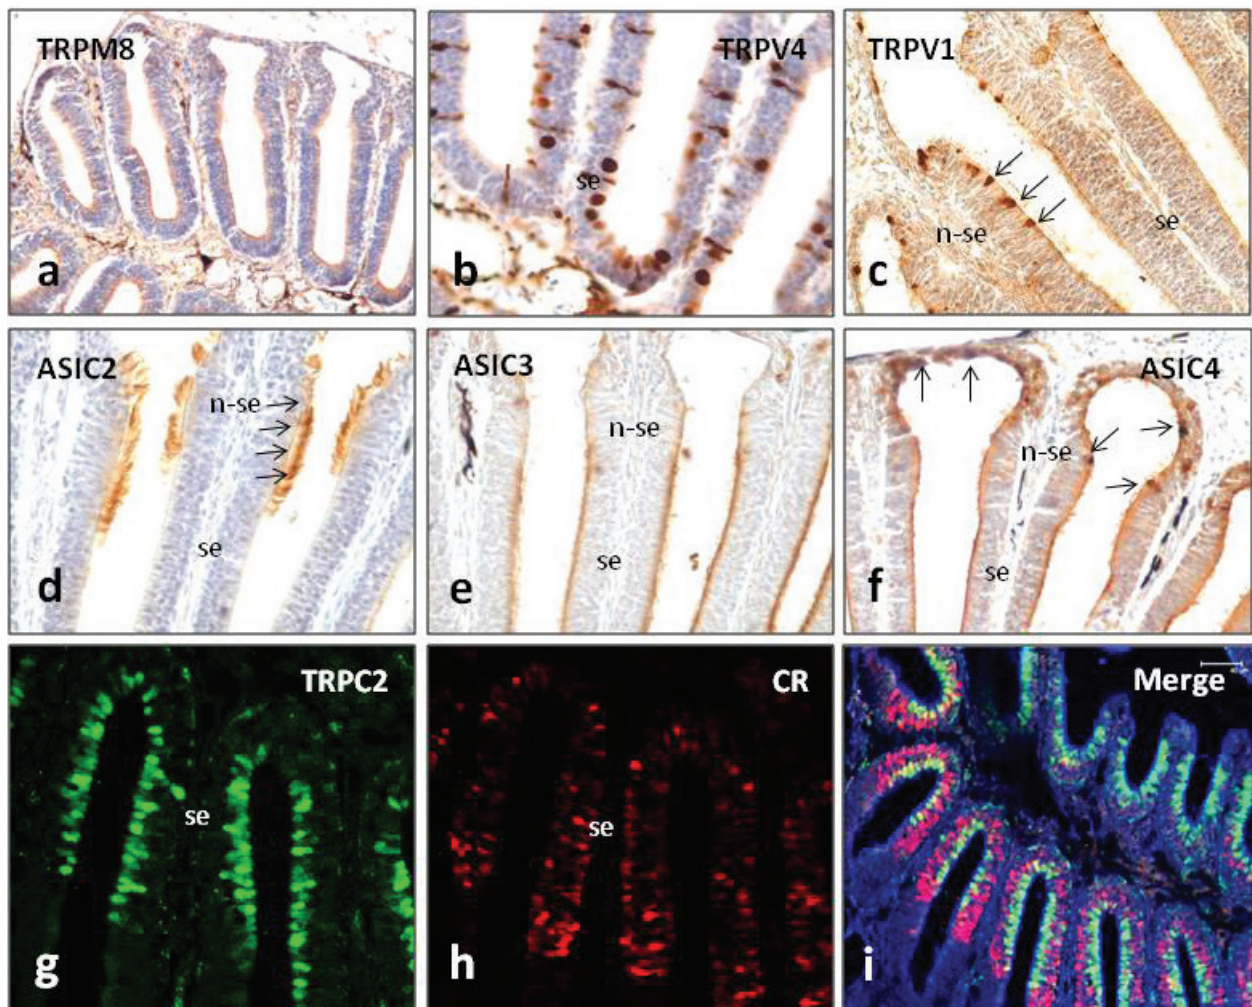 TRPM8
a
TRPV4
se
b
TRPV1
n-se
se
c
ASIC2
n-se
se
d
ASIC3
n-se
se
e
ASIC4
n-se
se
f
TRPC2
se
g
CR
se
h
Merge
i